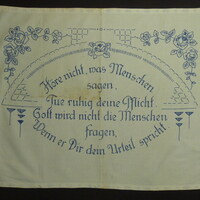 Höre nicht, was Menschen
sagen,
Tue ruhig deine Pflicht.
Gott wird nicht die Menschen
fragen,
Wenn er Dir dein Urteil spricht